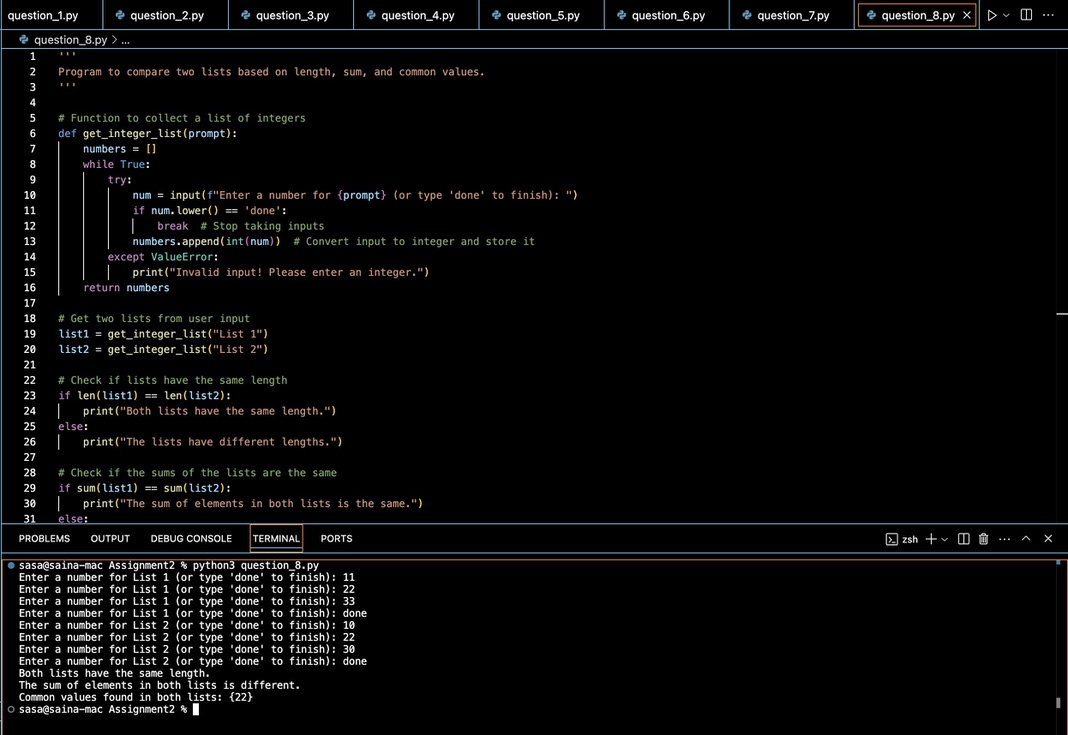 question_1.py question_2.py question_3.py question_4.py question_5.py question_6.py question_7.py question_8.py
question_8.py > ...
1 '''
2 Program to compare two lists based on length, sum, and common values.
3 '''
4
5 # Function to collect a list of integers
6 def get_integer_list(prompt):
7     numbers = []
8     while True:
9         try:
10             num = input(f"Enter a number for {prompt} (or type 'done' to finish): ")
11             if num.lower() == 'done':
12                 break  # Stop taking inputs
13             numbers.append(int(num))  # Convert input to integer and store it
14         except ValueError:
15             print("Invalid input! Please enter an integer.")
16     return numbers
17
18 # Get two lists from user input
19 list1 = get_integer_list("List 1")
20 list2 = get_integer_list("List 2")
21
22 # Check if lists have the same length
23 if len(list1) == len(list2):
24     print("Both lists have the same length.")
25 else:
26     print("The lists have different lengths.")
27
28 # Check if the sums of the lists are the same
29 if sum(list1) == sum(list2):
30     print("The sum of elements in both lists is the same.")
31 else:
PROBLEMS OUTPUT DEBUG CONSOLE TERMINAL PORTS zsh
sasa@saina-mac Assignment2 % python3 question_8.py
Enter a number for List 1 (or type 'done' to finish): 11
Enter a number for List 1 (or type 'done' to finish): 22
Enter a number for List 1 (or type 'done' to finish): 33
Enter a number for List 1 (or type 'done' to finish): done
Enter a number for List 2 (or type 'done' to finish): 10
Enter a number for List 2 (or type 'done' to finish): 22
Enter a number for List 2 (or type 'done' to finish): 30
Enter a number for List 2 (or type 'done' to finish): done
Both lists have the same length.
The sum of elements in both lists is different.
Common values found in both lists: {22}
sasa@saina-mac Assignment2 %